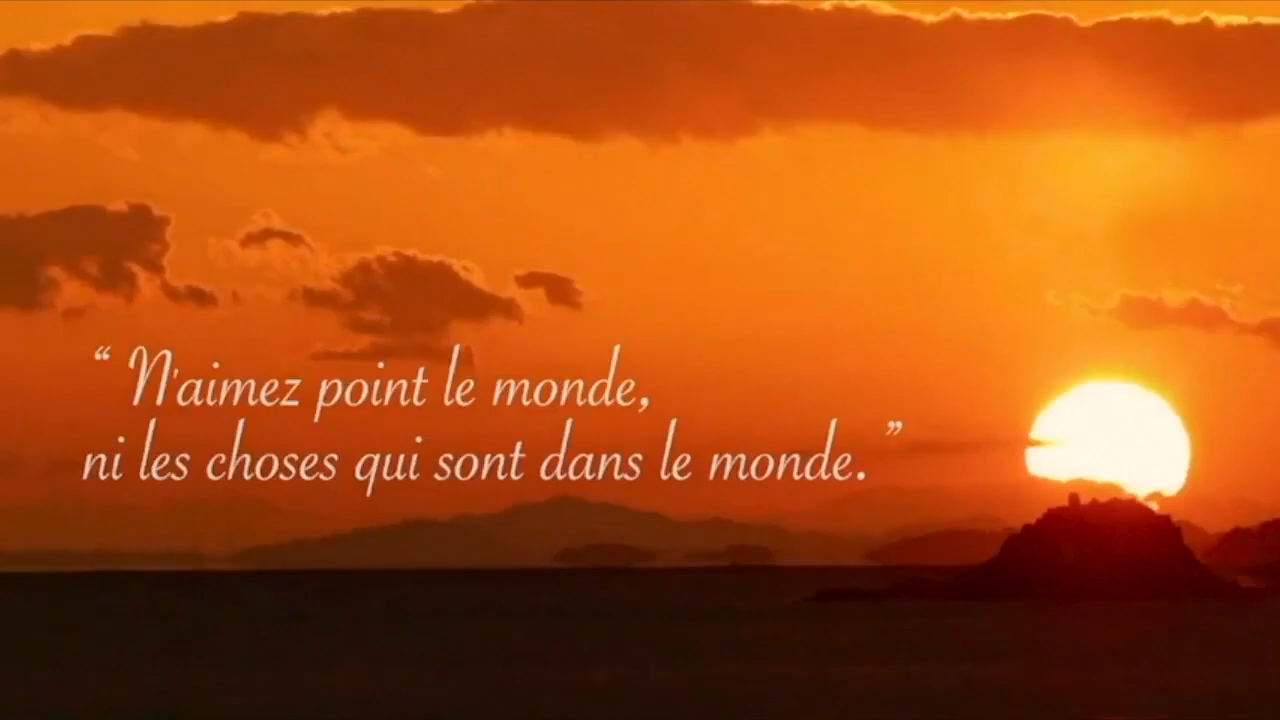 “ N'aimez point le monde,
ni les choses qui sont dans le monde. ”